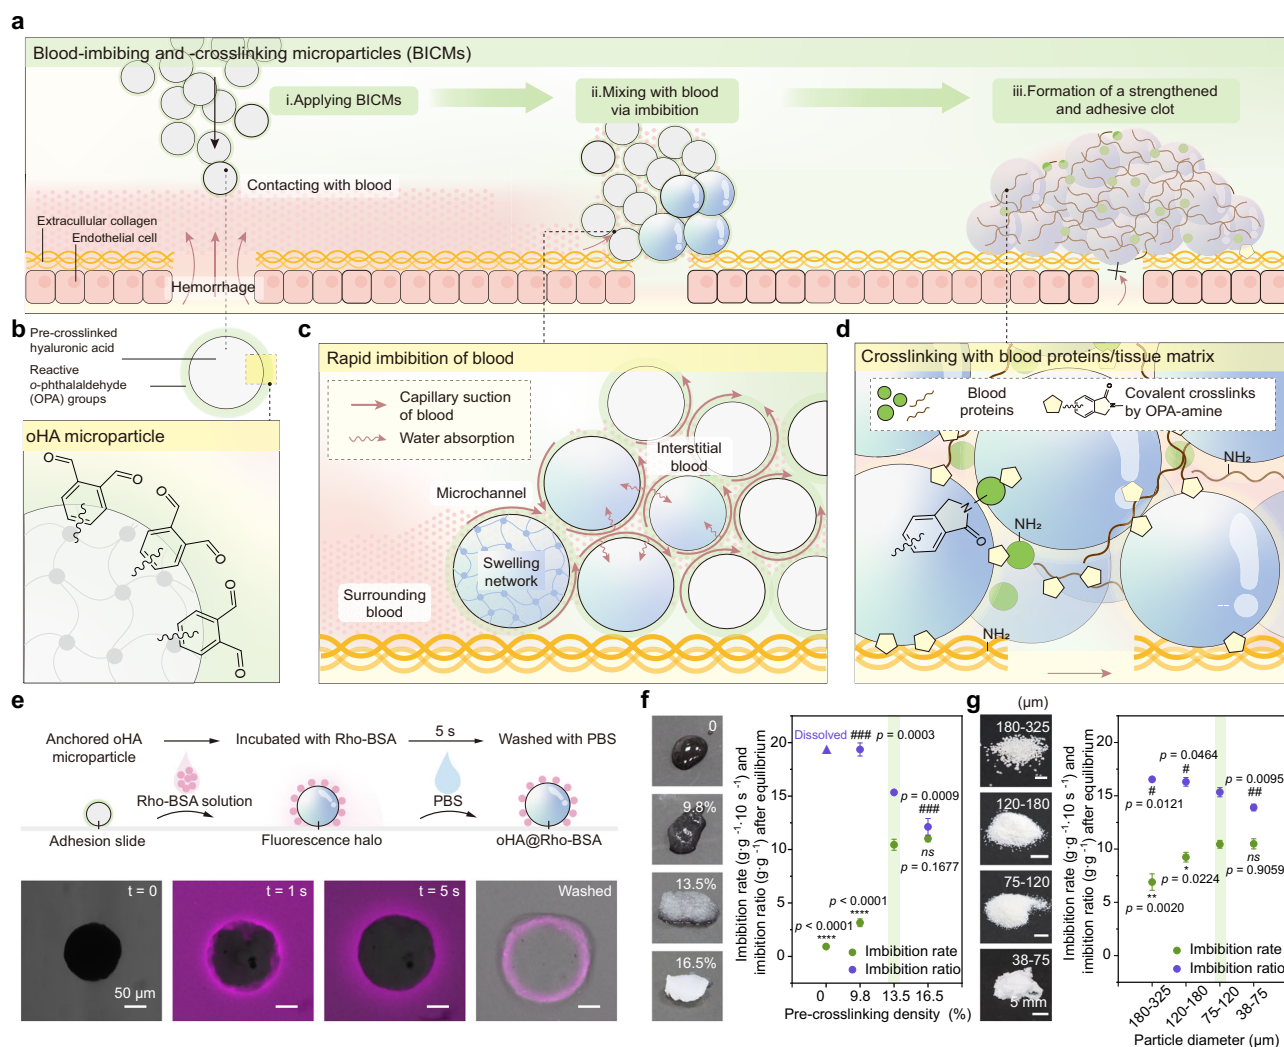 a
Blood-imbibing and -crosslinking microparticles (BICMs)
i.Applying BICMs
ii.Mixing with blood
via imbibition
iii.Formation of a strengthened
and adhesive clot
Contacting with blood
Extracullular collagen
Endothelial cell
Hemorrhage
b
Pre-crosslinked
hyaluronic acid
Reactive
o-phthalaldehyde
(OPA) groups
oHA microparticle
O
O
O
O
O
O
c
Rapid imbibition of blood
Capillary suction
of blood
Water absorption
Interstitial
blood
Microchannel
Swelling
network
Surrounding
blood
d
Crosslinking with blood proteins/tissue matrix
Blood
proteins
O
N
Covalent crosslinks
by OPA-amine
NH₂
N
O
NH₂
NH₂
e
Anchored oHA
microparticle
Incubated with Rho-BSA
5 s
Washed with PBS
Rho-BSA solution
PBS
Adhesion slide
Fluorescence halo
oHA@Rho-BSA
t = 0
50 µm
t = 1 s
t = 5 s
Washed
f
0
9.8%
13.5%
16.5%
Imbibition rate (g·g⁻¹·10 s⁻¹) and
imbibition ratio (g·g⁻¹) after equilibrium
20
15
10
5
0
Dissolved
###
p = 0.0003
p = 0.0009
###
ns
p = 0.1677
p < 0.0001
****
p < 0.0001
****
Imbibition rate
Imbibition ratio
0
9.8
13.5
16.5
Pre-crosslinking density (%)
g
(µm)
180-325
120-180
75-120
38-75
5 mm
Imbibition rate (g·g⁻¹·10 s⁻¹) and
imbibition ratio (g·g⁻¹) after equilibrium
20
15
10
5
0
p = 0.0464
#
p = 0.0095
##
#
p = 0.0121
ns
p = 0.9059
*
p = 0.0224
**
p = 0.0020
Imbibition rate
Imbibition ratio
180-325
120-180
75-120
38-75
Particle diameter (µm)